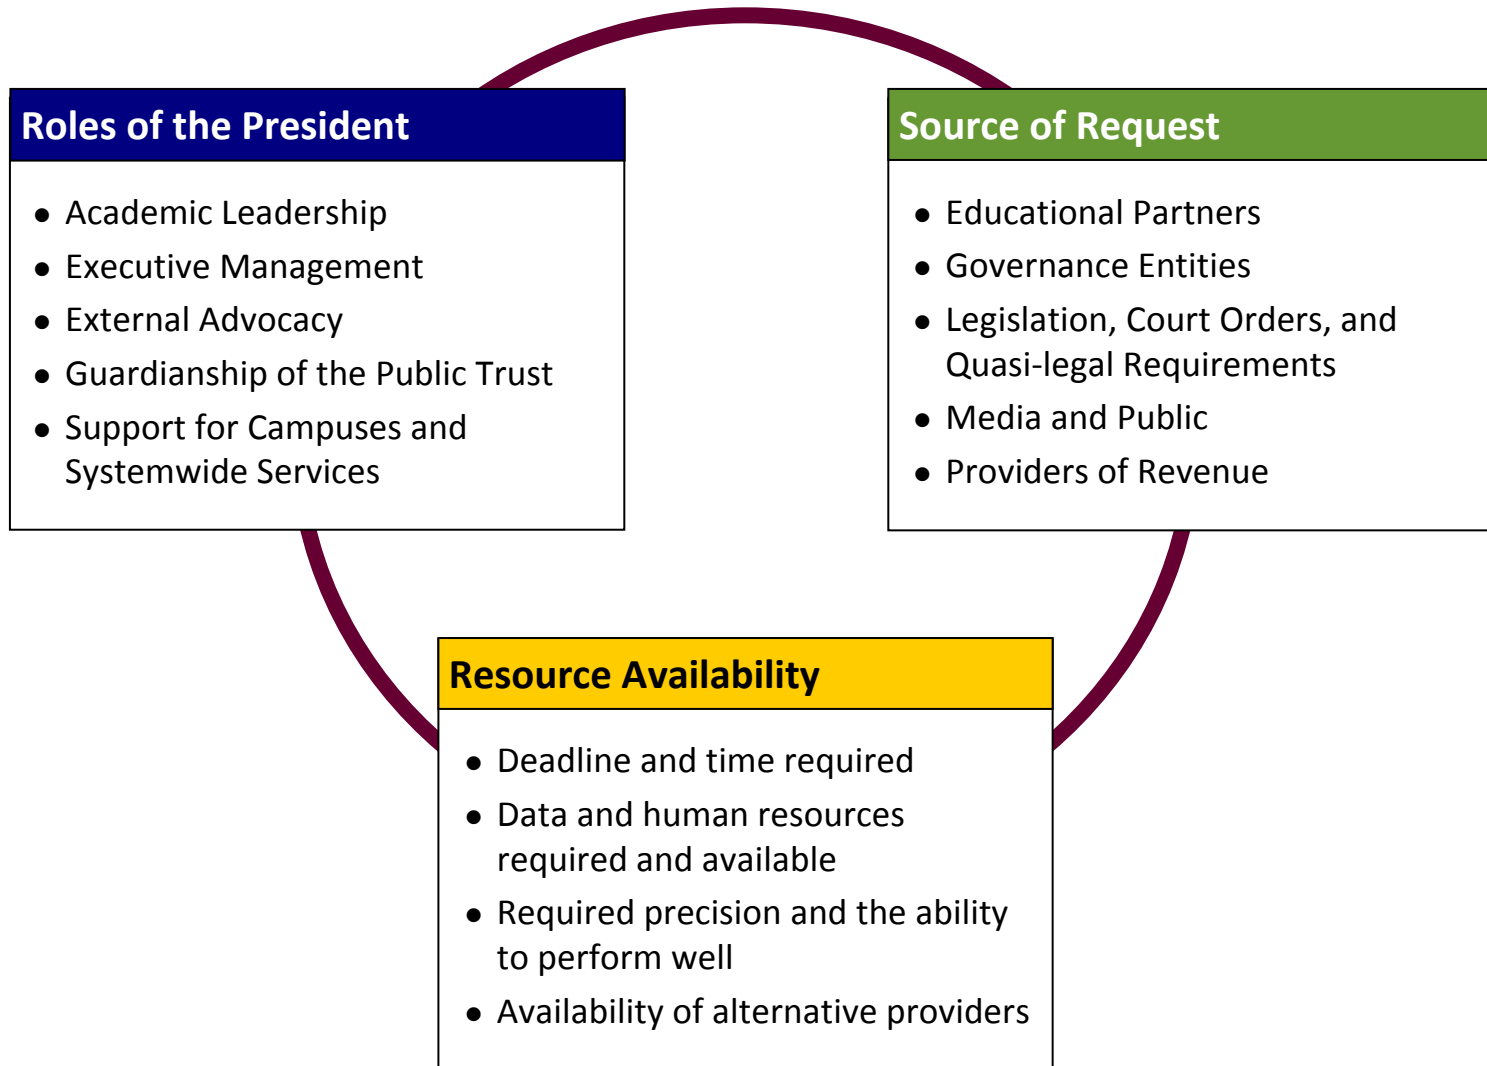 Roles of the President
• Academic Leadership
• Executive Management
• External Advocacy
• Guardianship of the Public Trust
• Support for Campuses and
Systemwide Services
Source of Request
• Educational Partners
• Governance Entities
• Legislation, Court Orders, and
Quasi-legal Requirements
• Media and Public
• Providers of Revenue
Resource Availability
• Deadline and time required
• Data and human resources
required and available
• Required precision and the ability
to perform well
• Availability of alternative providers